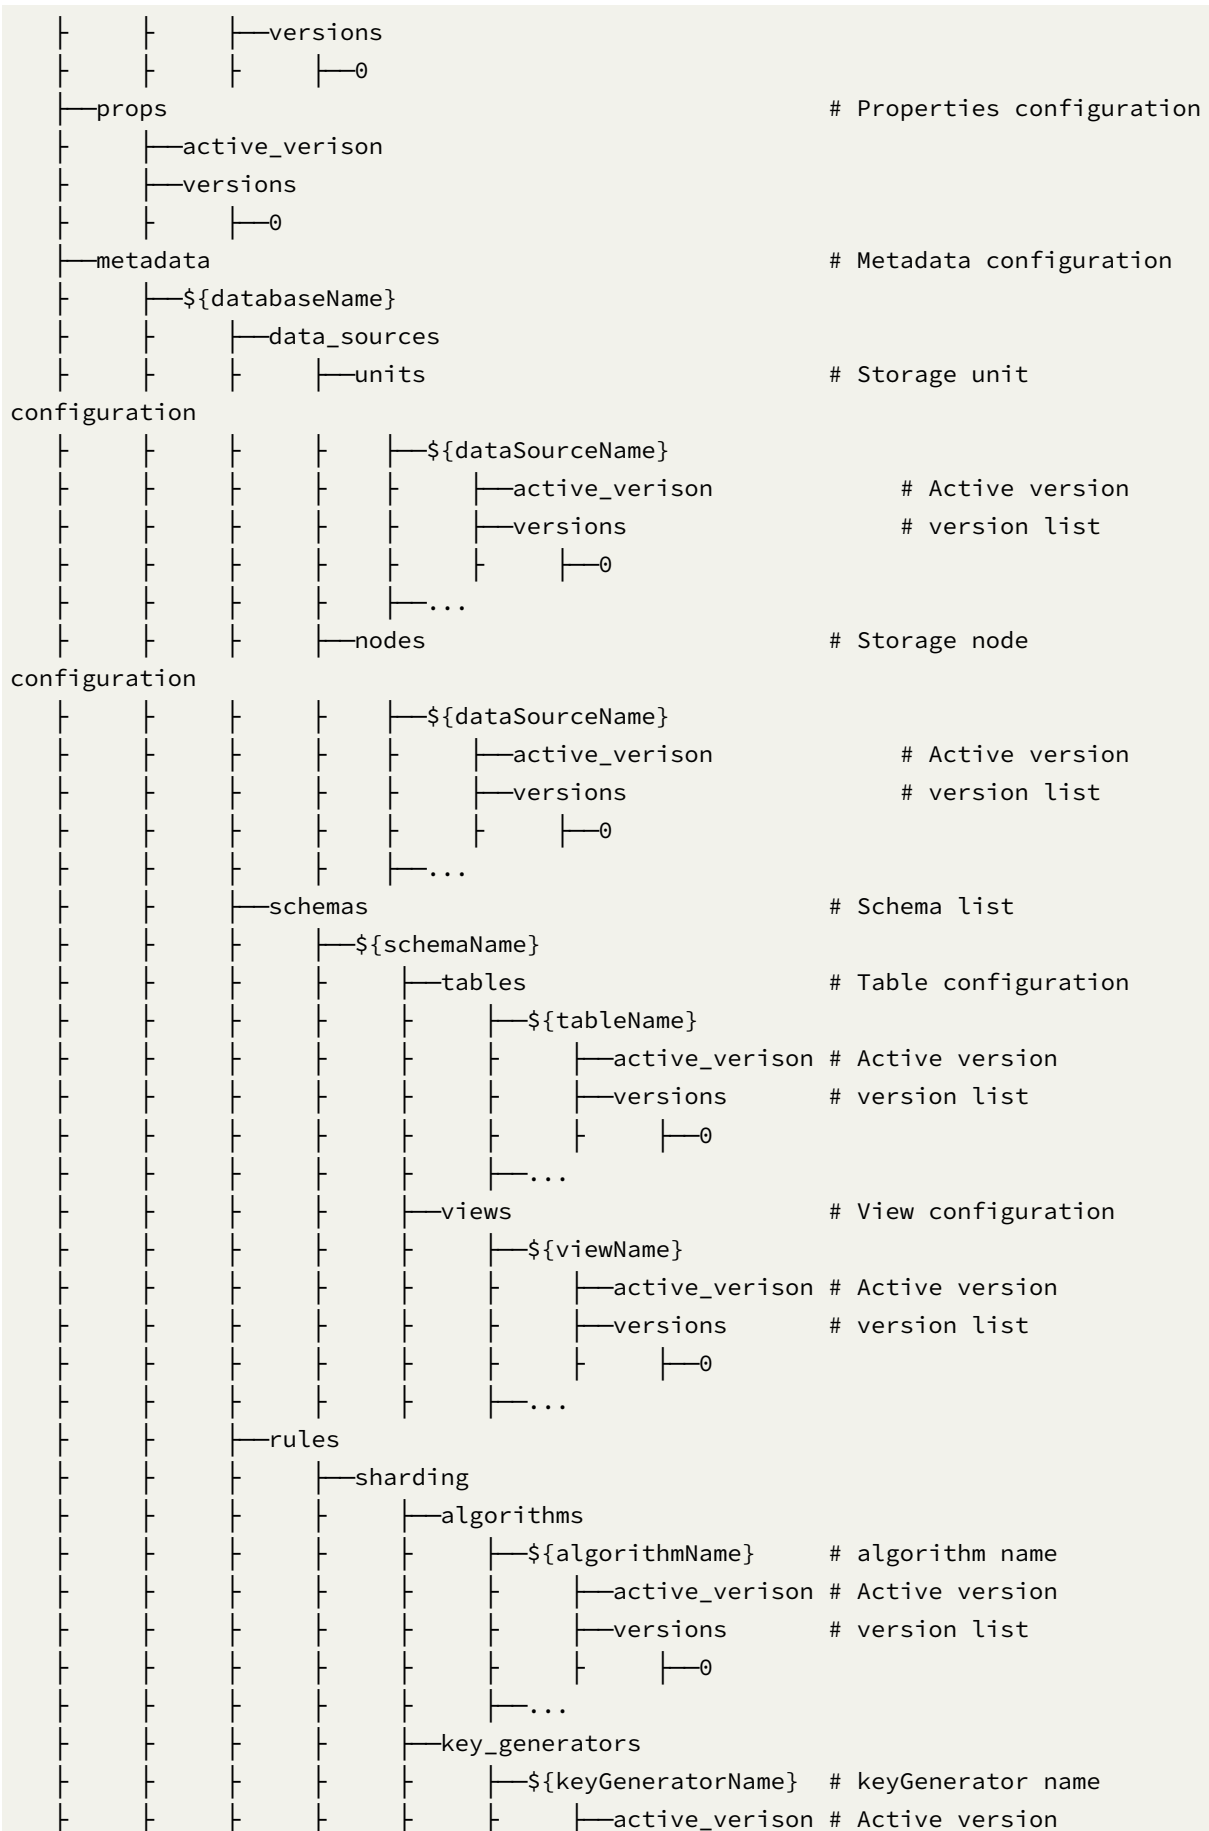 ├      ├      ├──versions
├      ├      ├     ├──0
├──props                                              # Properties configuration
├      ├──active_verison
├      ├──versions
├      ├      ├──0
├──metadata                                           # Metadata configuration
├      ├──${databaseName}
├      ├      ├──data_sources
├      ├      ├      ├──units                            # Storage unit
configuration
├      ├      ├      ├     ├──${dataSourceName}
├      ├      ├      ├     ├      ├──active_verison             # Active version
├      ├      ├      ├     ├      ├──versions                   # version list
├      ├      ├      ├     ├      ├      ├──0
├      ├      ├      ├     ├──...
├      ├      ├      ├──nodes                            # Storage node
configuration
├      ├      ├      ├     ├──${dataSourceName}
├      ├      ├      ├     ├      ├──active_verison             # Active version
├      ├      ├      ├     ├      ├──versions                   # version list
├      ├      ├      ├     ├      ├      ├──0
├      ├      ├      ├     ├──...
├      ├      ├──schemas                                 # Schema list
├      ├      ├      ├──${schemaName}
├      ├      ├      ├      ├──tables                     # Table configuration
├      ├      ├      ├      ├      ├──${tableName}
├      ├      ├      ├      ├      ├      ├──active_verison # Active version
├      ├      ├      ├      ├      ├      ├──versions       # version list
├      ├      ├      ├      ├      ├      ├      ├──0
├      ├      ├      ├      ├      ├──...
├      ├      ├      ├      ├──views                      # View configuration
├      ├      ├      ├      ├      ├──${viewName}
├      ├      ├      ├      ├      ├      ├──active_verison # Active version
├      ├      ├      ├      ├      ├      ├──versions       # version list
├      ├      ├      ├      ├      ├      ├      ├──0
├      ├      ├      ├      ├      ├──...
├      ├      ├──rules
├      ├      ├      ├──sharding
├      ├      ├      ├      ├──algorithms
├      ├      ├      ├      ├      ├──${algorithmName}     # algorithm name
├      ├      ├      ├      ├      ├      ├──active_verison # Active version
├      ├      ├      ├      ├      ├      ├──versions       # version list
├      ├      ├      ├      ├      ├      ├      ├──0
├      ├      ├      ├      ├      ├──...
├      ├      ├      ├      ├──key_generators
├      ├      ├      ├      ├      ├──${keyGeneratorName}  # keyGenerator name
├      ├      ├      ├      ├      ├      ├──active_verison # Active version